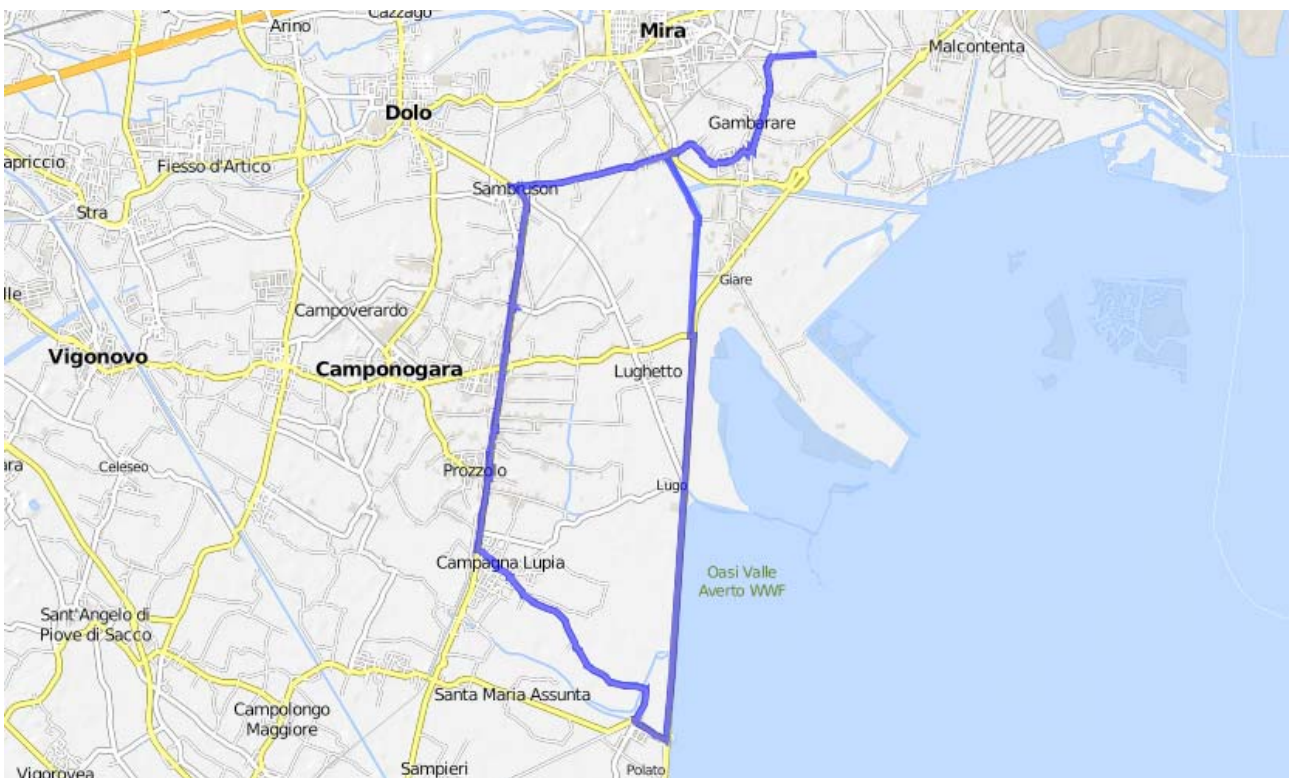 Cazzago
Arino
Mira
Malcontenta
Dolo
Gambarare
Fiesso d'Artico
Sambruson
Stra
Giare
Campoverardo
Vigonovo
Camponogara
Lughetto
Celeseo
Prozzolo
Lugo
Campagna Lupia
Oasi Valle
Averto WWF
Sant'Angelo di
Piove di Sacco
Santa Maria Assunta
Campolongo
Maggiore
Sampieri
Polato
Vigorovea